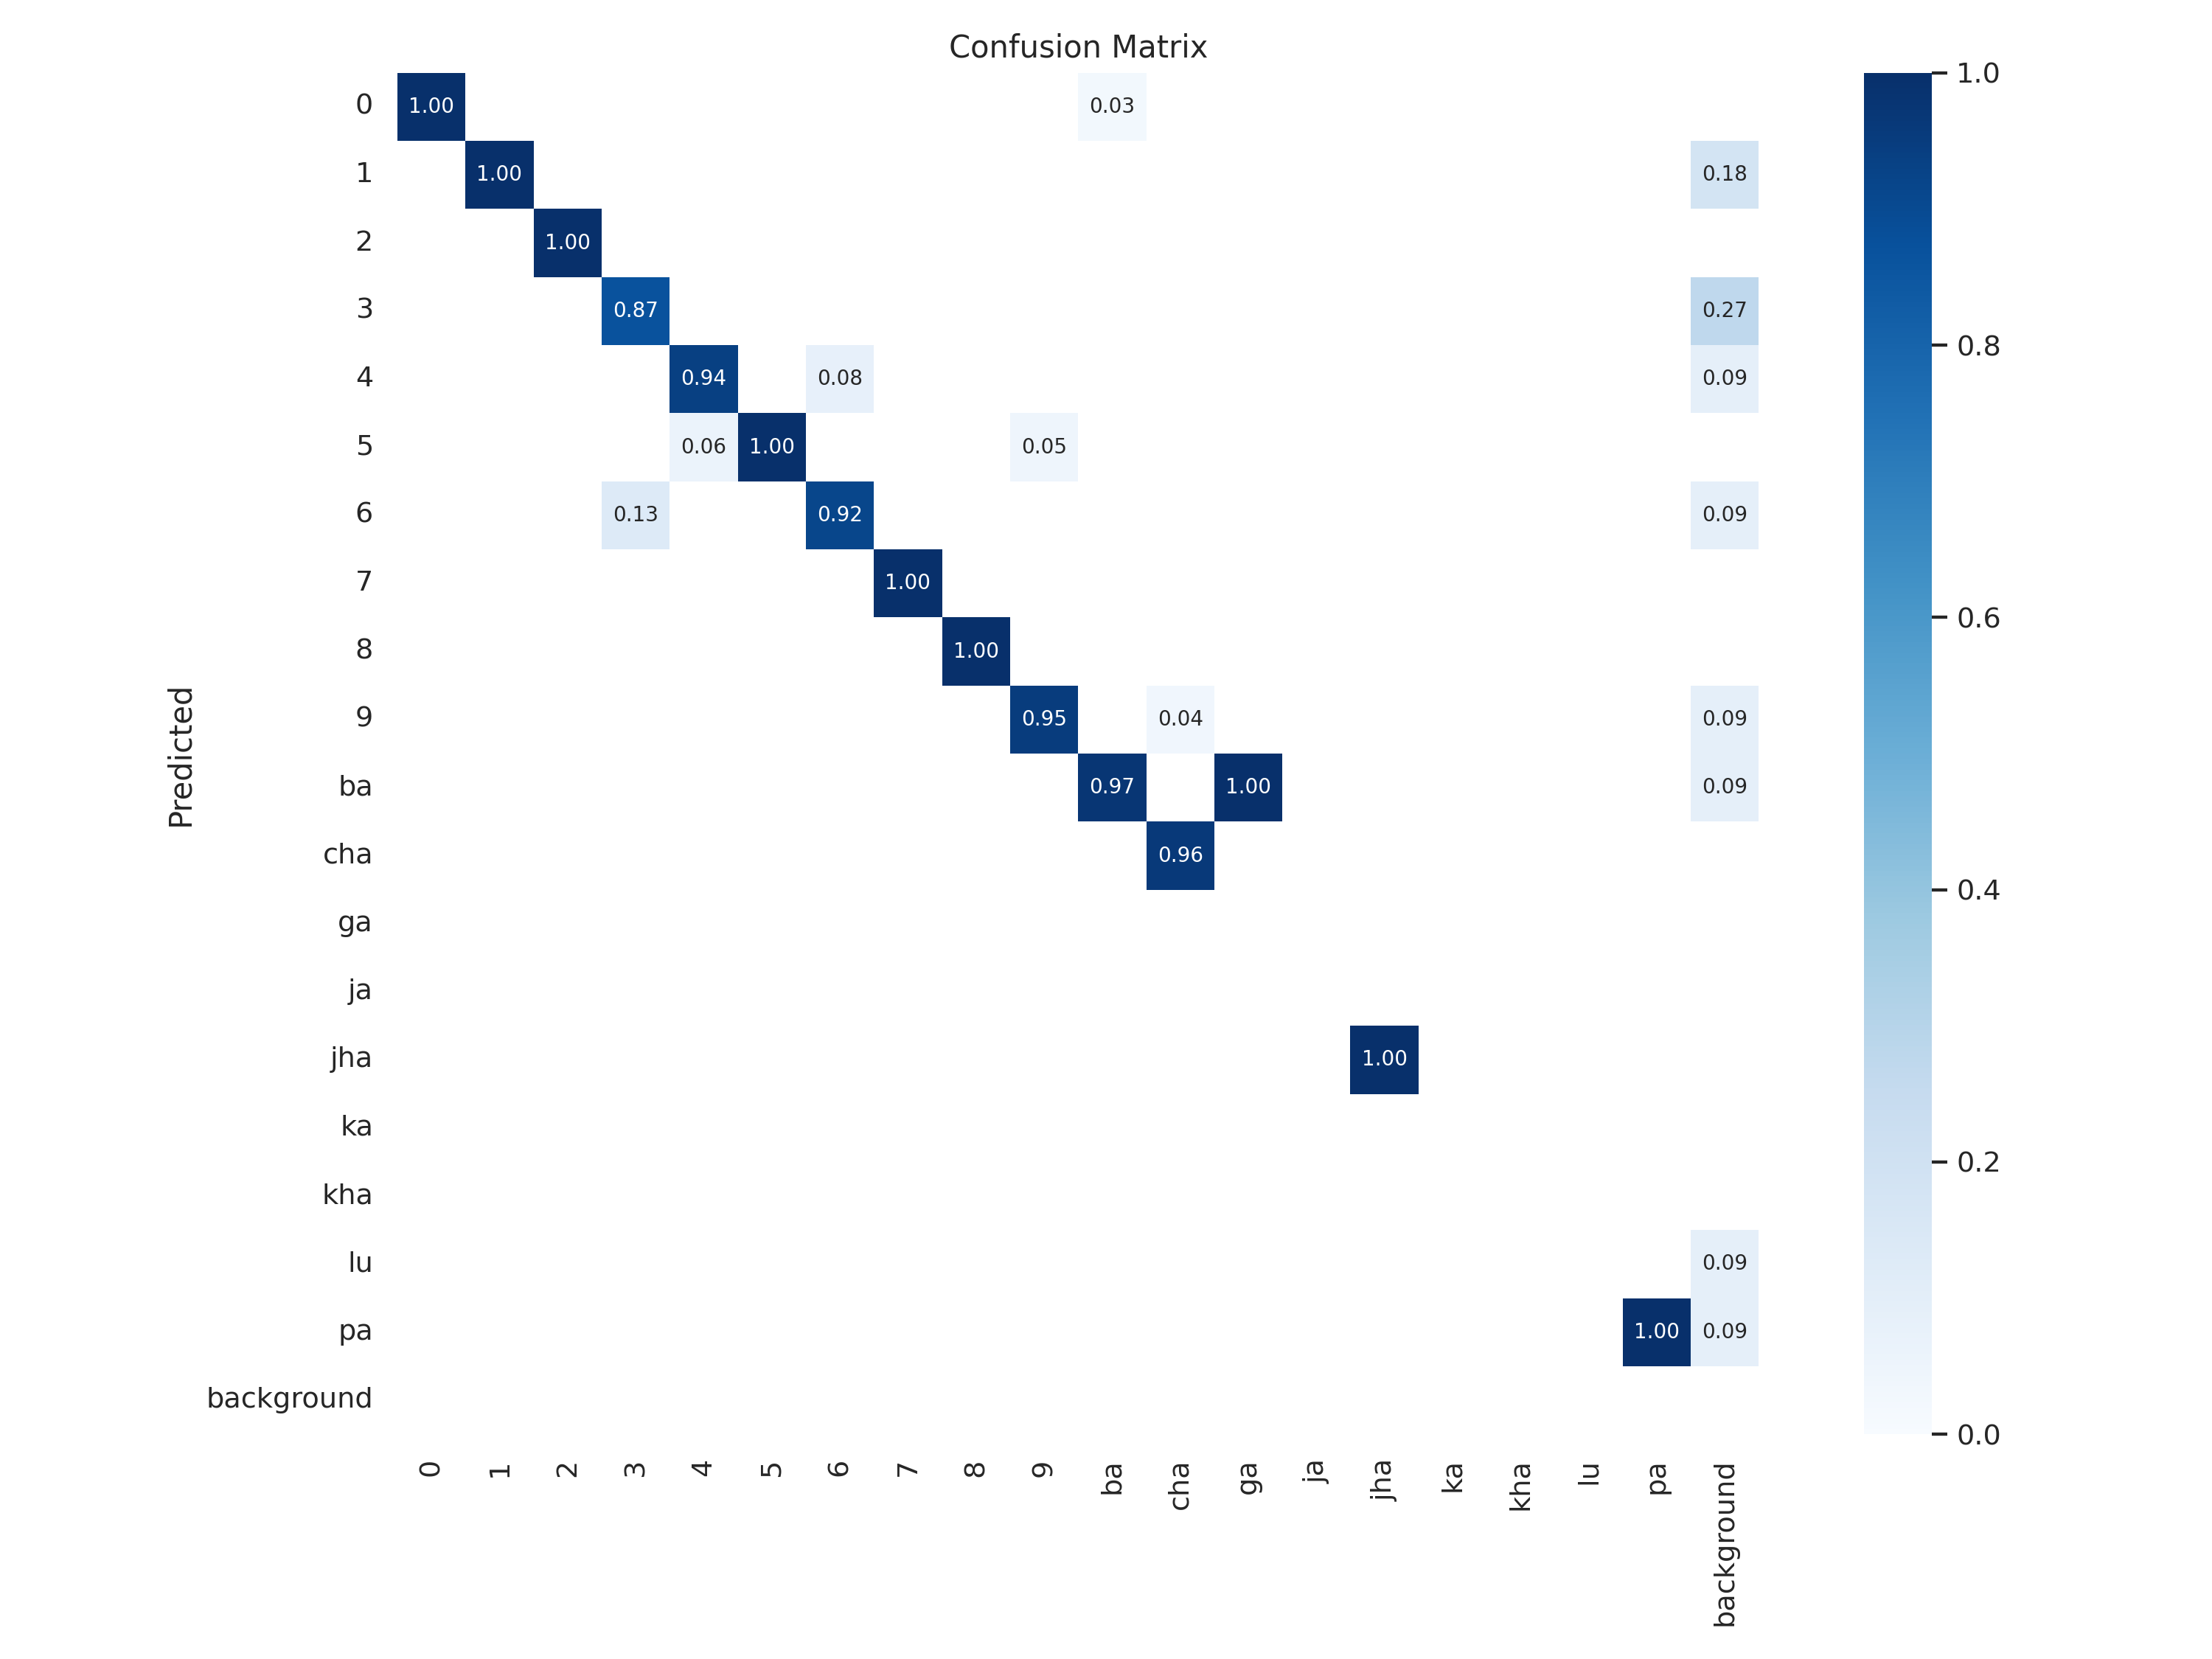 Confusion Matrix
0 1.00 0.03 1.0
1 1.00 0.18
2 1.00
3 0.87 0.27
0.8
4 0.94 0.08 0.09
5 0.06 1.00 0.05
6 0.13 0.92 0.09
7 1.00
0.6
8 1.00
9 0.95 0.04 0.09
Predicted
ba 0.97 1.00 0.09
cha 0.96
0.4
ga
ja
jha 1.00
ka
0.2
kha
lu 0.09
pa 1.00 0.09
background
0.0
0 1 2 3 4 5 6 7 8 9 ba cha ga ja jha ka kha lu pa background